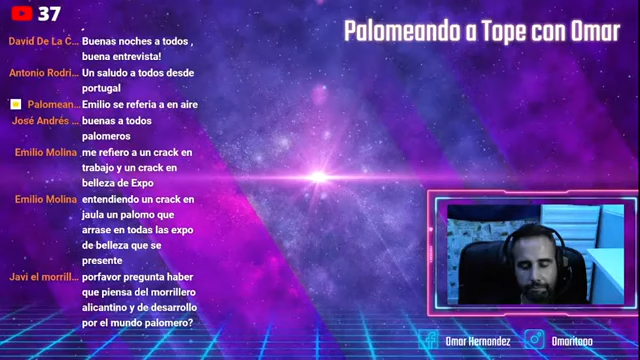 37
Palomeando a Tope con Omar
David De La C... Buenas noches a todos ,
buena entrevista!
Antonio Rodri... Un saludo a todos desde
portugal
Palomean... Emilio se referia a en aire
José Andrés ... buenas a todos
palomeros
Emilio Molina me refiero a un crack en
trabajo y un crack en
belleza de Expo
Emilio Molina entendiendo un crack en
jaula un palomo que
arrase en todas las expo
de belleza que se
presente
Javi el morrill... porfavor pregunta haber
que piensa del morrillero
alicantino y de desarrollo
por el mundo palomero?
Omar Hernandez